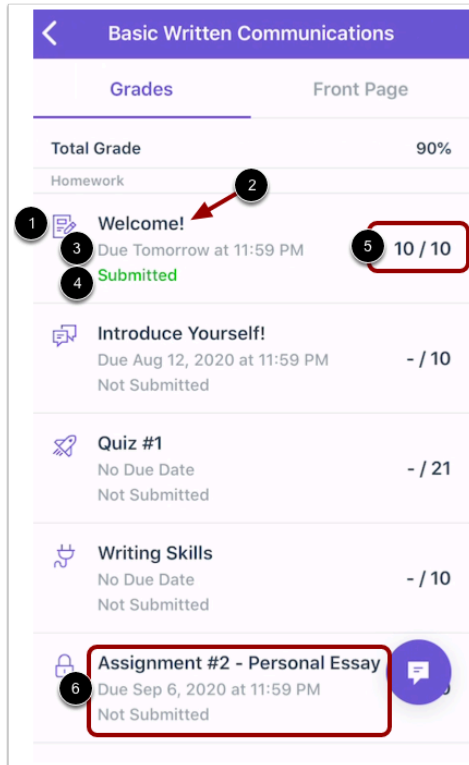 Basic Written Communications
Grades Front Page
Total Grade 90%
Homework
2
1 Welcome!
3 Due Tomorrow at 11:59 PM 5 10 / 10
4 Submitted
Introduce Yourself!
Due Aug 12, 2020 at 11:59 PM - / 10
Not Submitted
Quiz #1
No Due Date - / 21
Not Submitted
Writing Skills
No Due Date - / 10
Not Submitted
Assignment #2 - Personal Essay
6 Due Sep 6, 2020 at 11:59 PM
Not Submitted